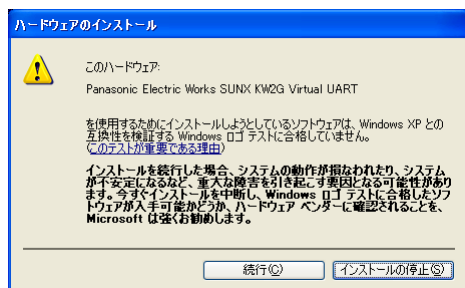 ハードウェアのインストール
このハードウェア:
Panasonic Electric Works SUNX KW2G Virtual UART
を使用するためにインストールしようとしているソフトウェアは、Windows XP との
互換性を検証する Windows ロゴ テストに合格していません。
(このテストが重要である理由)
インストールを続行した場合、システムの動作が損なわれたり、システム
が不安定になるなど、重大な障害を引き起こす要因となる可能性があり
ます。今すぐインストールを中断し、Windows ロゴ テストに合格したソフ
トウェアが入手可能かどうか、ハードウェア ベンダーに確認されることを、
Microsoft は強くお勧めします。
続行(C)
インストールの停止(S)